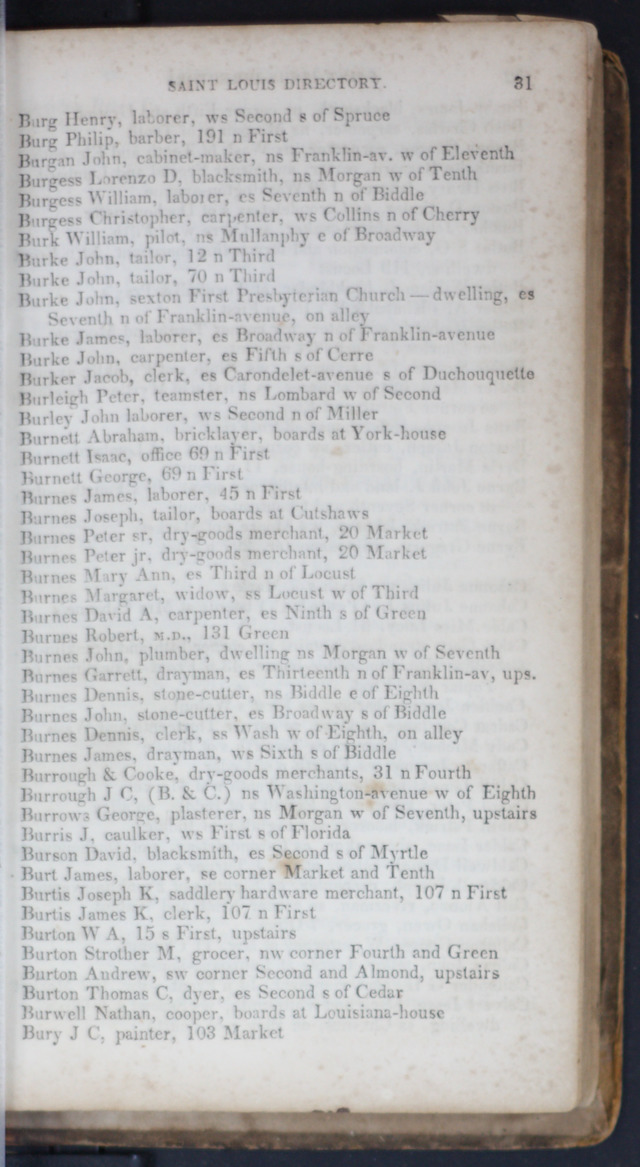 SAINT LOUIS DIRECTORY. 31
Burg Henry, laborer, ws Second s of Spruce
Burg Philip, barber, 191 n First
Burgan John, cabinet-maker, ns Franklin-av. w of Eleventh
Burgess Lorenzo D, blacksmith, ns Morgan w of Tenth
Burgess William, laborer, es Seventh n of Biddle
Burgess Christopher, carpenter, ws Collins n of Cherry
Burk William, pilot, ns Mullanphy e of Broadway
Burke John, tailor, 12 n Third
Burke John, tailor, 70 n Third
Burke John, sexton First Presbyterian Church — dwelling, es
Seventh n of Franklin-avenue, on alley
Burke James, laborer, es Broadway n of Franklin-avenue
Burke John, carpenter, es Fifth s of Cerre
Burker Jacob, clerk, es Carondelet-avenue s of Duchouquette
Burleigh Peter, teamster, ns Lombard w of Second
Burley John laborer, ws Second n of Miller
Burnett Abraham, bricklayer, boards at York-house
Burnett Isaac, office 69 n First
Burnett George, 69 n First
Burnes James, laborer, 45 n First
Burnes Joseph, tailor, boards at Cutshaws
Burnes Peter sr, dry-goods merchant, 20 Market
Burnes Peter jr, dry-goods merchant, 20 Market
Burnes Mary Ann, es Third n of Locust
Burnes Margaret, widow, ss Locust w of Third
Burnes David A, carpenter, es Ninth s of Green
Burnes Robert, M.D., 131 Green
Burnes John, plumber, dwelling ns Morgan w of Seventh
Burnes Garrett, drayman, es Thirteenth n of Franklin-av, ups.
Burnes Dennis, stone-cutter, ns Biddle e of Eighth
Burnes John, stone-cutter, es Broadway s of Biddle
Burnes Dennis, clerk, ss Wash w of Eighth, on alley
Burnes James, drayman, ws Sixth s of Biddle
Burrough & Cooke, dry-goods merchants, 31 n Fourth
Burrough J C, (B. & C.) ns Washington-avenue w of Eighth
Burrows George, plasterer, ns Morgan w of Seventh, upstairs
Burris J, caulker, ws First s of Florida
Burson David, blacksmith, es Second s of Myrtle
Burt James, laborer, se corner Market and Tenth
Burtis Joseph K, saddlery hardware merchant, 107 n First
Burtis James K, clerk, 107 n First
Burton W A, 15 s First, upstairs
Burton Strother M, grocer, nw corner Fourth and Green
Burton Andrew, sw corner Second and Almond, upstairs
Burton Thomas C, dyer, es Second s of Cedar
Burwell Nathan, cooper, boards at Louisiana-house
Bury J C, painter, 103 Market